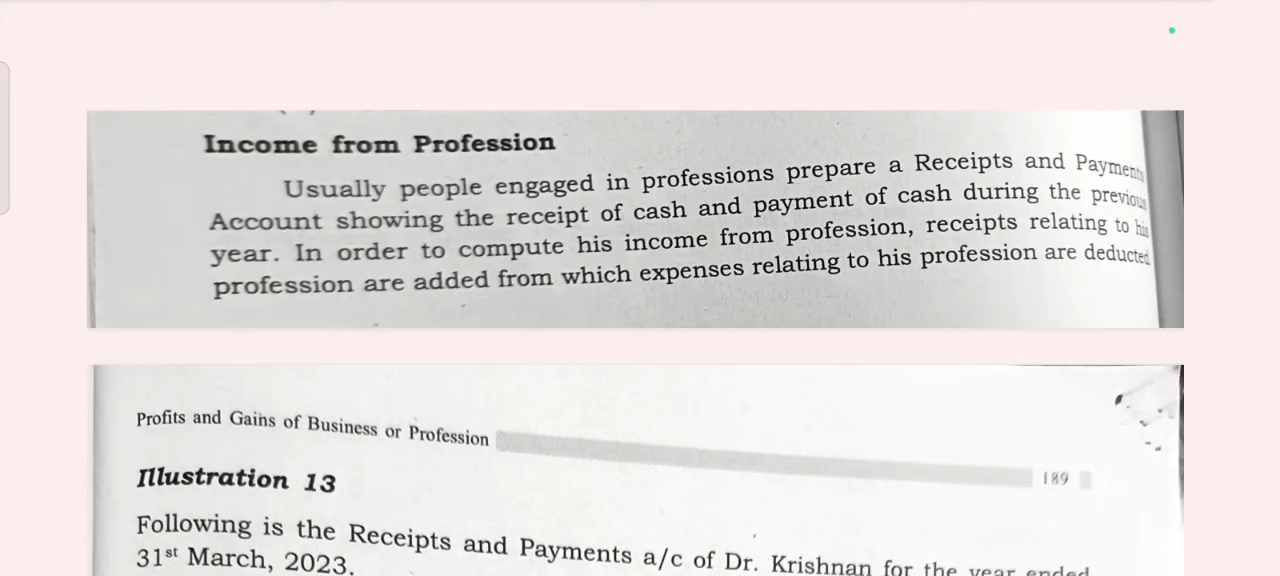 Income from Profession
Usually people engaged in professions prepare a Receipts and Payments
Account showing the receipt of cash and payment of cash during the previous
year. In order to compute his income from profession, receipts relating to his
profession are added from which expenses relating to his profession are deducted
Profits and Gains of Business or Profession
189
Illustration 13
Following is the Receipts and Payments a/c of Dr. Krishnan for the year ended
31st March, 2023.